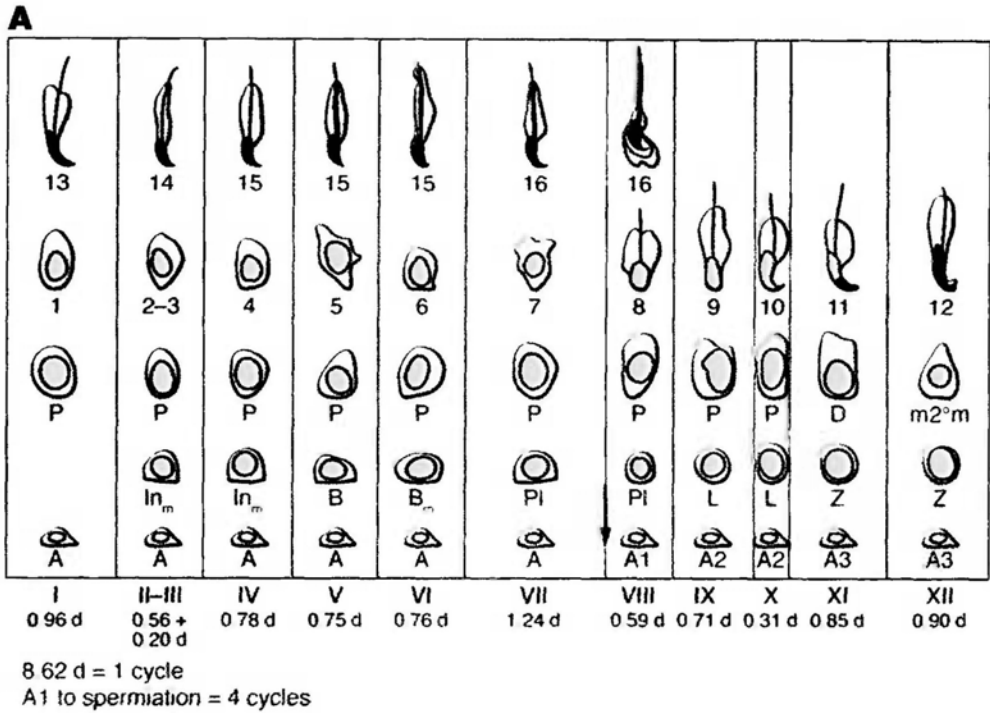 A
13 14 15 15 15 16 16
1 2–3 4 5 6 7 8 9 10 11 12
P P P P P P P P P D m2°m
In_m In_m B B_m Pl Pl L L Z Z
A A A A A A A1 A2 A2 A3 A3
I II–III IV V VI VII VIII IX X XI XII
0.96 d 0.56 + 0.78 d 0.75 d 0.76 d 1.24 d 0.59 d 0.71 d 0.31 d 0.85 d 0.90 d
0.20 d
8.62 d = 1 cycle
A1 to spermiation = 4 cycles